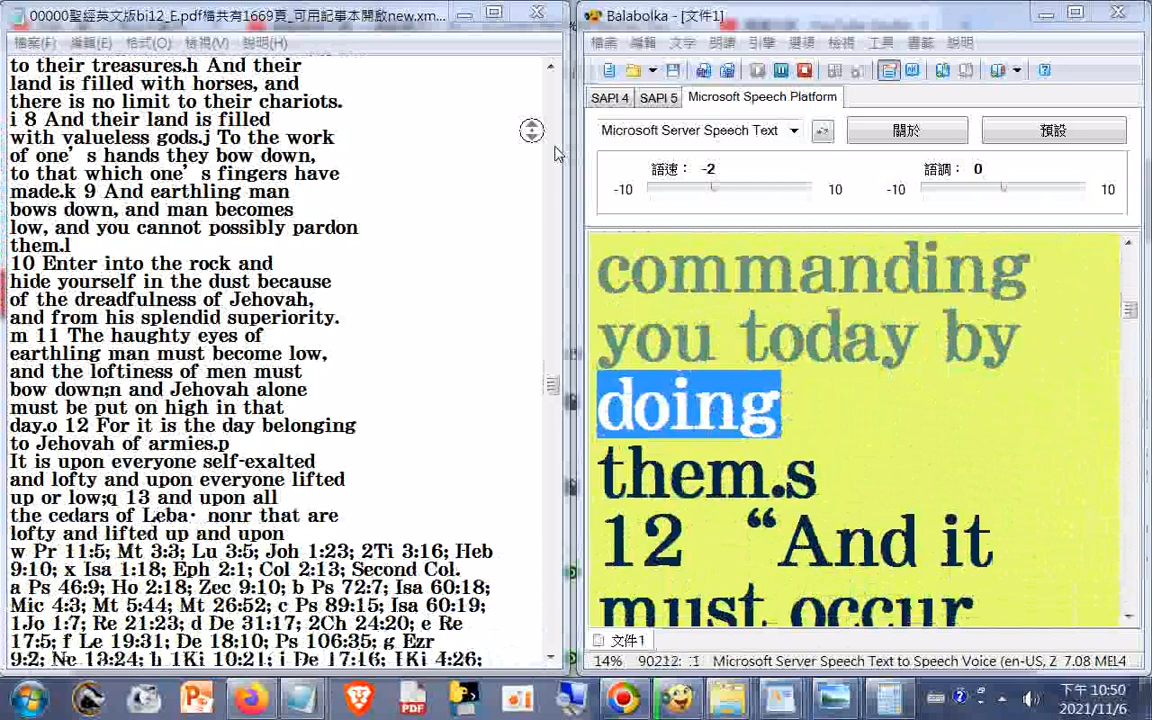 00000聖經英文版bi12_E.pdf檔共有1669頁_可用記事本開啟new.xm...
檔案(F) 編輯(E) 格式(O) 檢視(V) 說明(H)
to their treasures.h And their
land is filled with horses, and
there is no limit to their chariots.
i 8 And their land is filled
with valueless gods.j To the work
of one’s hands they bow down,
to that which one’s fingers have
made.k 9 And earthling man
bows down, and man becomes
low, and you cannot possibly pardon
them.l
10 Enter into the rock and
hide yourself in the dust because
of the dreadfulness of Jehovah,
and from his splendid superiority.
m 11 The haughty eyes of
earthling man must become low,
and the loftiness of men must
bow down;n and Jehovah alone
must be put on high in that
day.o 12 For it is the day belonging
to Jehovah of armies.p
It is upon everyone self-exalted
and lofty and upon everyone lifted
up or low;q 13 and upon all
the cedars of Leba·nonr that are
lofty and lifted up and upon
w Pr 11:5; Mt 3:3; Lu 3:5; Joh 1:23; 2Ti 3:16; Heb
9:10; x Isa 1:18; Eph 2:1; Col 2:13; Second Col.
a Ps 46:9; Ho 2:18; Zec 9:10; b Ps 72:7; Isa 60:18;
Mic 4:3; Mt 5:44; Mt 26:52; c Ps 89:15; Isa 60:19;
1Jo 1:7; Re 21:23; d De 31:17; 2Ch 24:20; e Re
17:5; f Le 19:31; De 18:10; Ps 106:35; g Ezr
9:2; Ne 13:24; h 1Ki 10:21; i De 17:16; 1Ki 4:26;
Balabolka - [文件1]
檔案 編輯 文字 朗讀 引擎 選項 檢視 工具 書籤 說明
SAPI 4 SAPI 5 Microsoft Speech Platform
Microsoft Server Speech Text 關於 預設
語速： -2 語調： 0
-10 10 -10 10
commanding
you today by
doing
them.s
12 “And it
must occur
文件1
14% 90212: :1 Microsoft Server Speech Text to Speech Voice (en-US, Z 7.08 MB
下午 10:50
2021/11/6